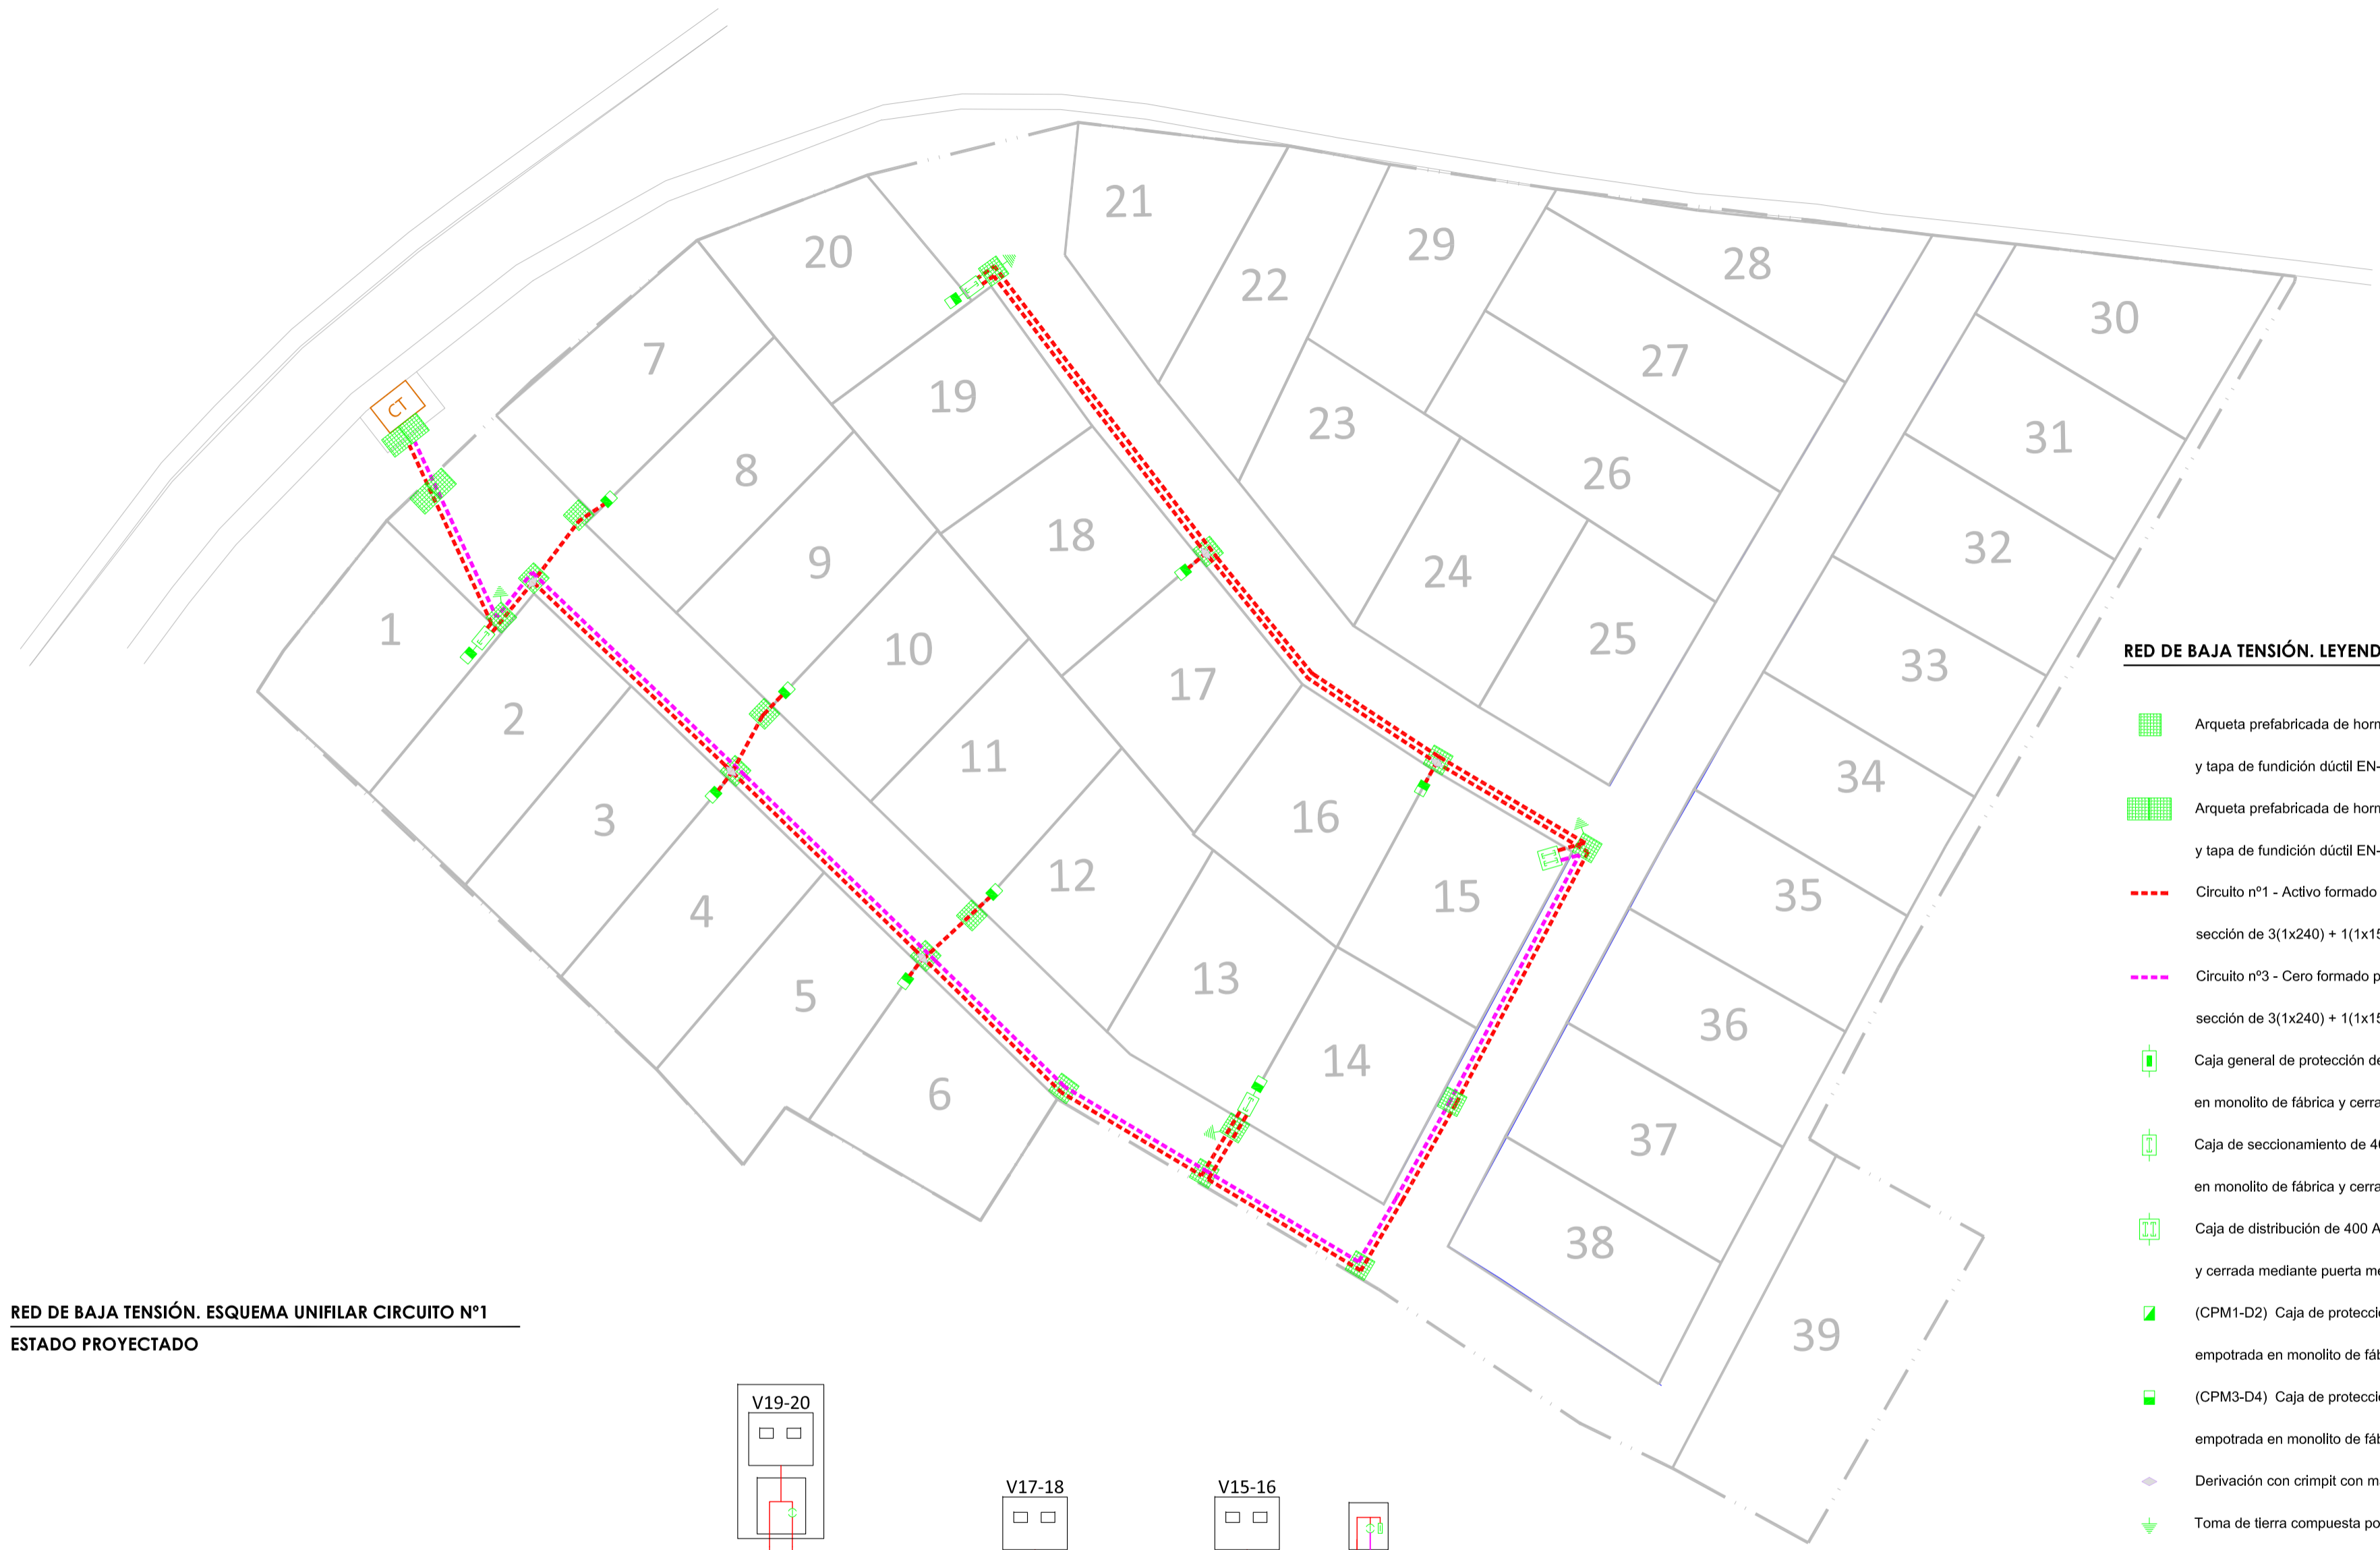 21
20
29
22
28
30
7
27
19
23
31
8
26
CT
18
32
9
24
1
10
25
33
RED DE BAJA TENSIÓN. LEYEND
2
17
Arqueta prefabricada de horn
11
34
y tapa de fundición dúctil EN-
3
16
Arqueta prefabricada de horn
y tapa de fundición dúctil EN-
12
15
35
Circuito nº1 - Activo formado
4
sección de 3(1x240) + 1(1x15
13
Circuito nº3 - Cero formado p
5
36
sección de 3(1x240) + 1(1x15
14
Caja general de protección de
6
en monolito de fábrica y cerra
37
Caja de seccionamiento de 40
en monolito de fábrica y cerra
38
Caja de distribución de 400 A
y cerrada mediante puerta me
RED DE BAJA TENSIÓN. ESQUEMA UNIFILAR CIRCUITO Nº1
(CPM1-D2) Caja de protecció
39
ESTADO PROYECTADO
empotrada en monolito de fáb
(CPM3-D4) Caja de protecció
V19-20
empotrada en monolito de fáb
V17-18
V15-16
Derivación con crimpit con m
Toma de tierra compuesta po